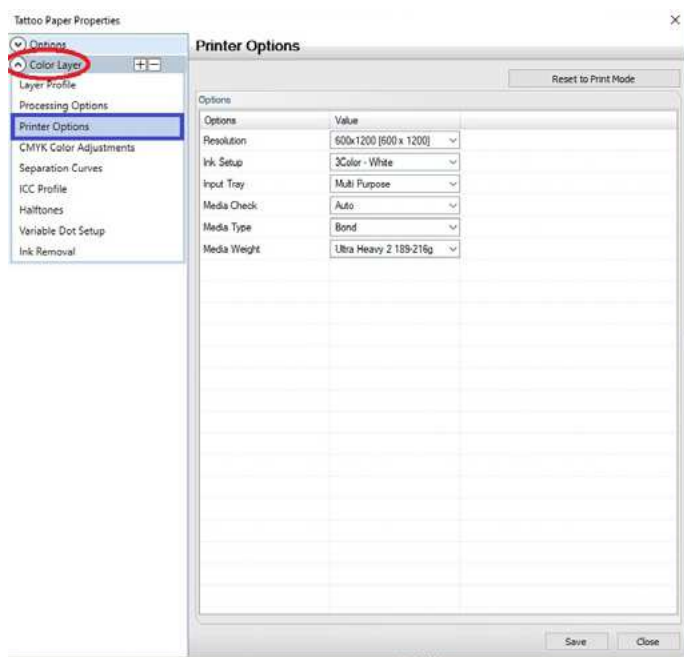 Tattoo Paper Properties
Options
Color Layer
Layer Profile
Processing Options
Printer Options
CMYK Color Adjustments
Separation Curves
ICC Profile
Halftones
Variable Dot Setup
Ink Removal
Printer Options
Reset to Print Mode
Options
Options Value
Resolution 600x1200 [600 x 1200]
Ink Setup 3Color - White
Input Tray Multi Purpose
Media Check Auto
Media Type Bond
Media Weight Ultra Heavy 2 189-216g
Save Close